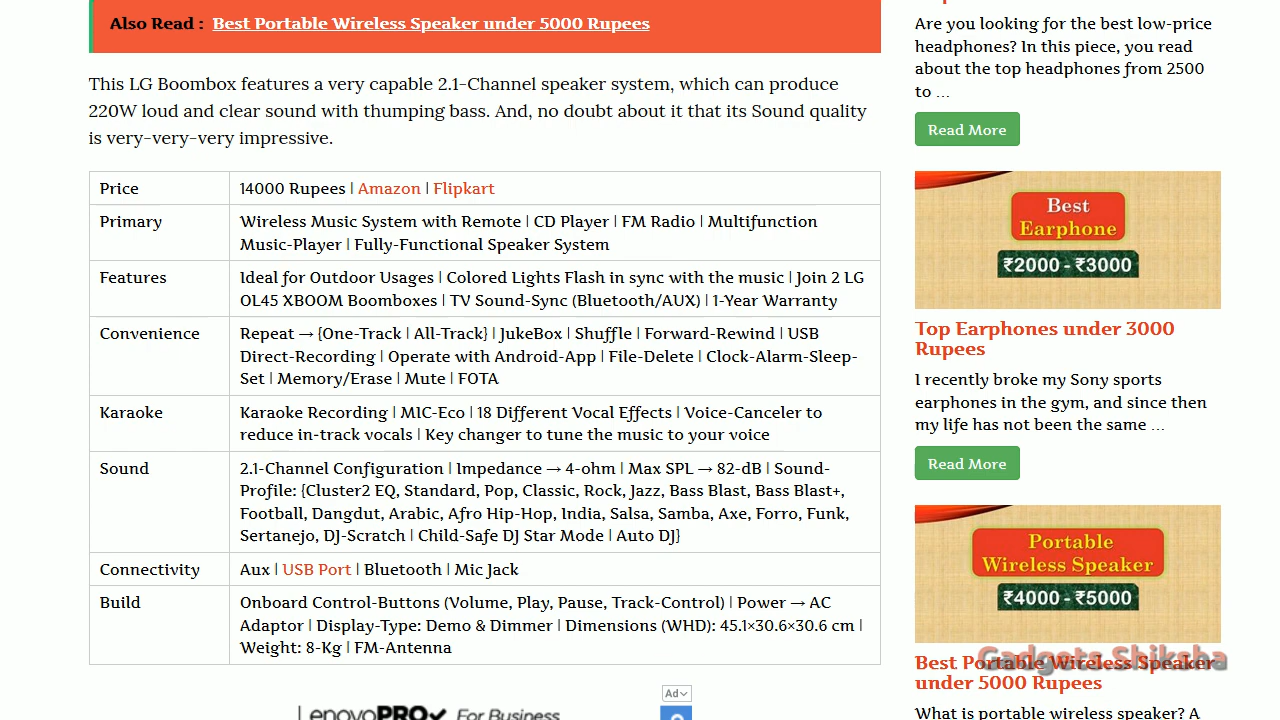 Also Read : Best Portable Wireless Speaker under 5000 Rupees
This LG Boombox features a very capable 2.1-Channel speaker system, which can produce
220W loud and clear sound with thumping bass. And, no doubt about it that its Sound quality
is very-very-very impressive.
Price
14000 Rupees | Amazon | Flipkart
Primary
Wireless Music System with Remote | CD Player | FM Radio | Multifunction
Music-Player | Fully-Functional Speaker System
Features
Ideal for Outdoor Usages | Colored Lights Flash in sync with the music | Join 2 LG
OL45 XBOOM Boomboxes | TV Sound-Sync (Bluetooth/AUX) | 1-Year Warranty
Convenience
Repeat → {One-Track | All-Track} | JukeBox | Shuffle | Forward-Rewind | USB
Direct-Recording | Operate with Android-App | File-Delete | Clock-Alarm-Sleep-
Set | Memory/Erase | Mute | FOTA
Karaoke
Karaoke Recording | MIC-Eco | 18 Different Vocal Effects | Voice-Canceler to
reduce in-track vocals | Key changer to tune the music to your voice
Sound
2.1-Channel Configuration | Impedance → 4-ohm | Max SPL → 82-dB | Sound-
Profile: {Cluster2 EQ, Standard, Pop, Classic, Rock, Jazz, Bass Blast, Bass Blast+,
Football, Dangdut, Arabic, Afro Hip-Hop, India, Salsa, Samba, Axe, Forro, Funk,
Sertanejo, DJ-Scratch | Child-Safe DJ Star Mode | Auto DJ}
Connectivity
Aux | USB Port | Bluetooth | Mic Jack
Build
Onboard Control-Buttons (Volume, Play, Pause, Track-Control) | Power → AC
Adaptor | Display-Type: Demo & Dimmer | Dimensions (WHD): 45.1×30.6×30.6 cm |
Weight: 8-Kg | FM-Antenna
Ad
LenovoPRO For Business
Are you looking for the best low-price
headphones? In this piece, you read
about the top headphones from 2500
to ...
Read More
Best
Earphone
₹2000 - ₹3000
Top Earphones under 3000
Rupees
I recently broke my Sony sports
earphones in the gym, and since then
my life has not been the same ...
Read More
Portable
Wireless Speaker
₹4000 - ₹5000
Best Portable Wireless Speaker
under 5000 Rupees
Gadgets Shiksha
What is portable wireless speaker? A